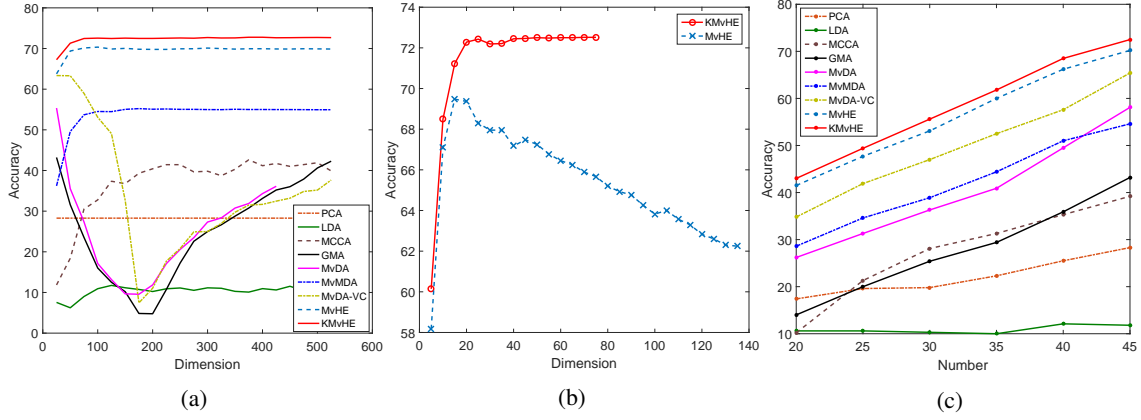 80
70
60
50
40
30
20
10
0
0 100 200 300 400 500 600
Accuracy
Dimension
PCA
LDA
MCCA
GMA
MvDA
MvMDA
MvDA-VC
MvHE
KMvHE
(a)
74
72
70
68
66
64
62
60
58
0 20 40 60 80 100 120 140
Accuracy
Dimension
KMvHE
MvHE
(b)
80
70
60
50
40
30
20
10
20 25 30 35 40 45
Accuracy
Number
PCA
LDA
MCCA
GMA
MvDA
MvMDA
MvDA-VC
MvHE
KMvHE
(c)